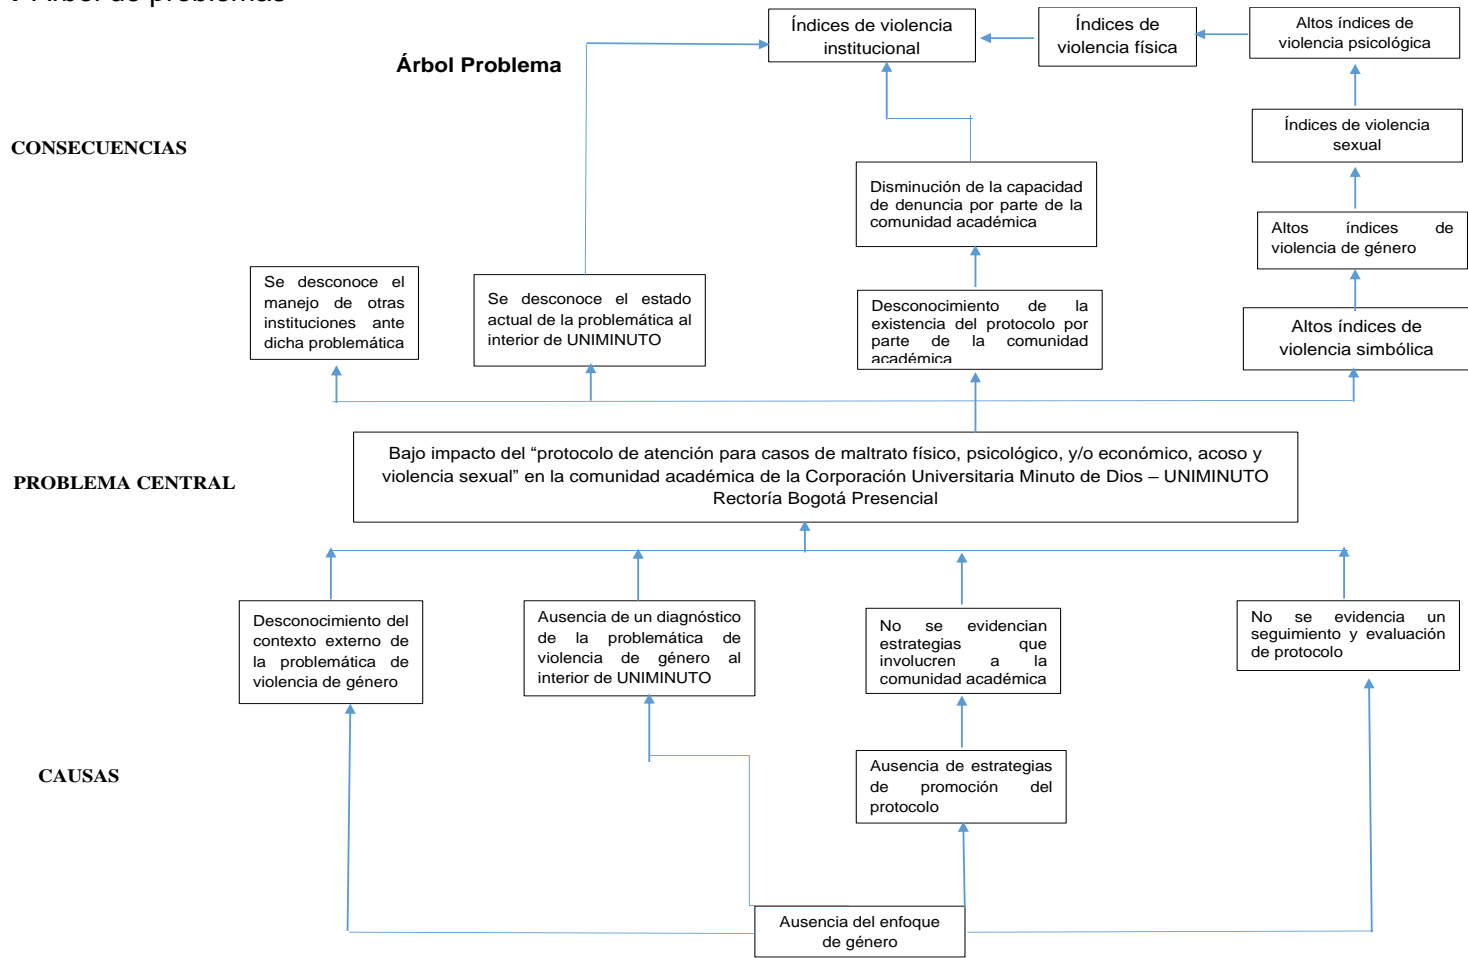 Árbol de problemas
Árbol Problema
Índices de violencia
institucional
Índices de
violencia física
Altos índices de
violencia psicológica
CONSECUENCIAS
Índices de violencia
sexual
Disminución de la capacidad
de denuncia por parte de la
comunidad académica
Altos índices de
violencia de género
Se desconoce el
manejo de otras
instituciones ante
dicha problemática
Se desconoce el estado
actual de la problemática al
interior de UNIMINUTO
Desconocimiento de la
existencia del protocolo por
parte de la comunidad
académica
Altos índices de
violencia simbólica
PROBLEMA CENTRAL
Bajo impacto del “protocolo de atención para casos de maltrato físico, psicológico, y/o económico, acoso y
violencia sexual” en la comunidad académica de la Corporación Universitaria Minuto de Dios – UNIMINUTO
Rectoría Bogotá Presencial
Desconocimiento del
contexto externo de
la problemática de
violencia de género
Ausencia de un diagnóstico
de la problemática de
violencia de género al
interior de UNIMINUTO
No se evidencian
estrategias que
involucren a la
comunidad académica
No se evidencia un
seguimiento y evaluación
de protocolo
CAUSAS
Ausencia de estrategias
de promoción del
protocolo
Ausencia del enfoque
de género